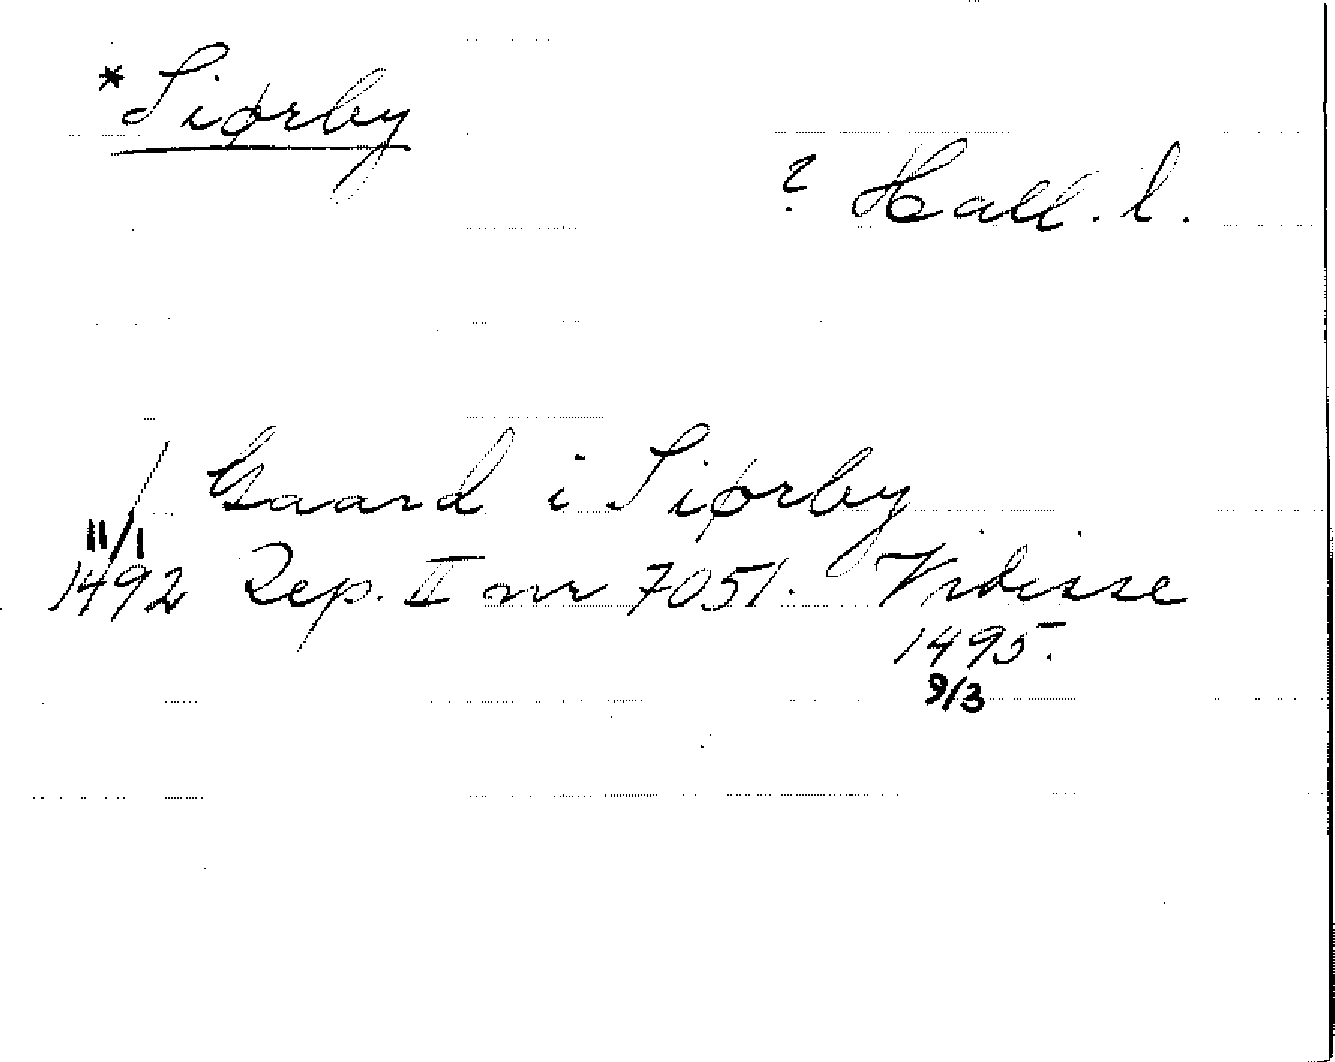 *Siørby
? Hall. l.
Gaard i Siørby
11/1
1492 Rep. II nr 7051. Vidisse
1495.
9/3